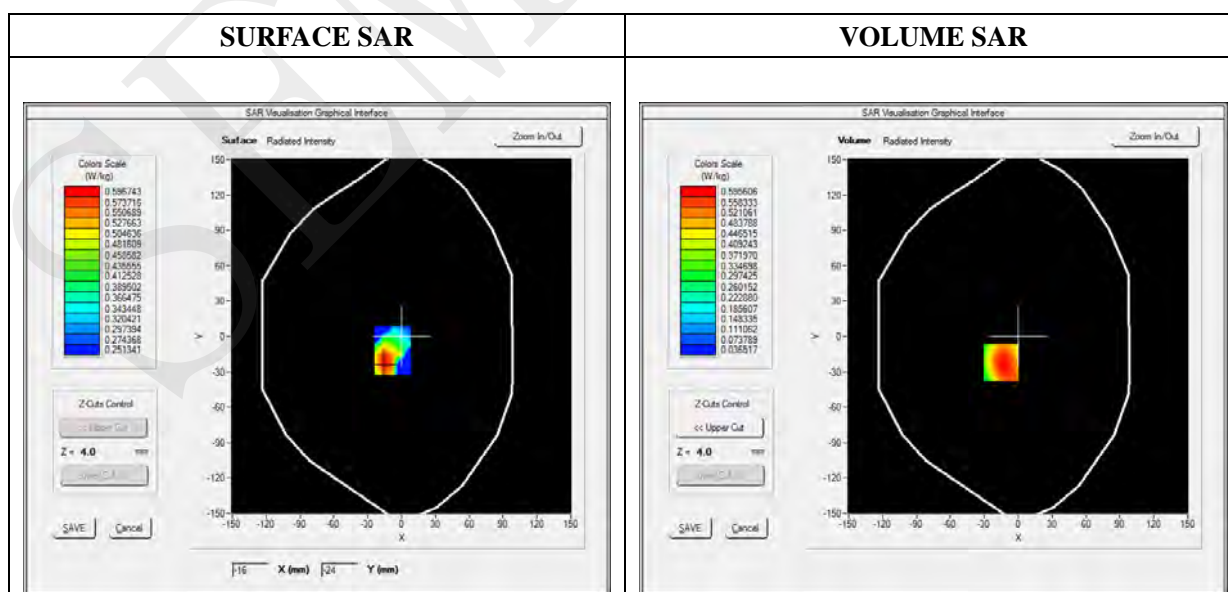 SURFACE SAR
VOLUME SAR
SAR Visualisation Graphical Interface
Surface Radiated Intensity
Zoom In/Out
Colors Scale
(W/kg)
0.596743
0.573716
0.550689
0.527663
0.504636
0.481609
0.458582
0.435555
0.412528
0.389502
0.366475
0.343448
0.320421
0.297394
0.274368
0.251341
150
120
90
60
30
0
-30
-60
-90
-120
-150
Y
-150 -120 -90 -60 -30 0 30 60 90 120 150
X
Z-Cuts Control
<< Upper Cut
Z = 4.0 mm
SAVE
Cancel
-16 X (mm) -24 Y (mm)
SAR Visualisation Graphical Interface
Volume Radiated Intensity
Zoom In/Out
Colors Scale
(W/kg)
0.595606
0.558333
0.521061
0.483788
0.446515
0.409243
0.371970
0.334698
0.297425
0.260152
0.222880
0.185607
0.148335
0.111062
0.073789
0.036517
150
120
90
60
30
0
-30
-60
-90
-120
-150
Y
-150 -120 -90 -60 -30 0 30 60 90 120 150
X
Z-Cuts Control
<< Upper Cut
Z = 4.0 mm
SAVE
Cancel